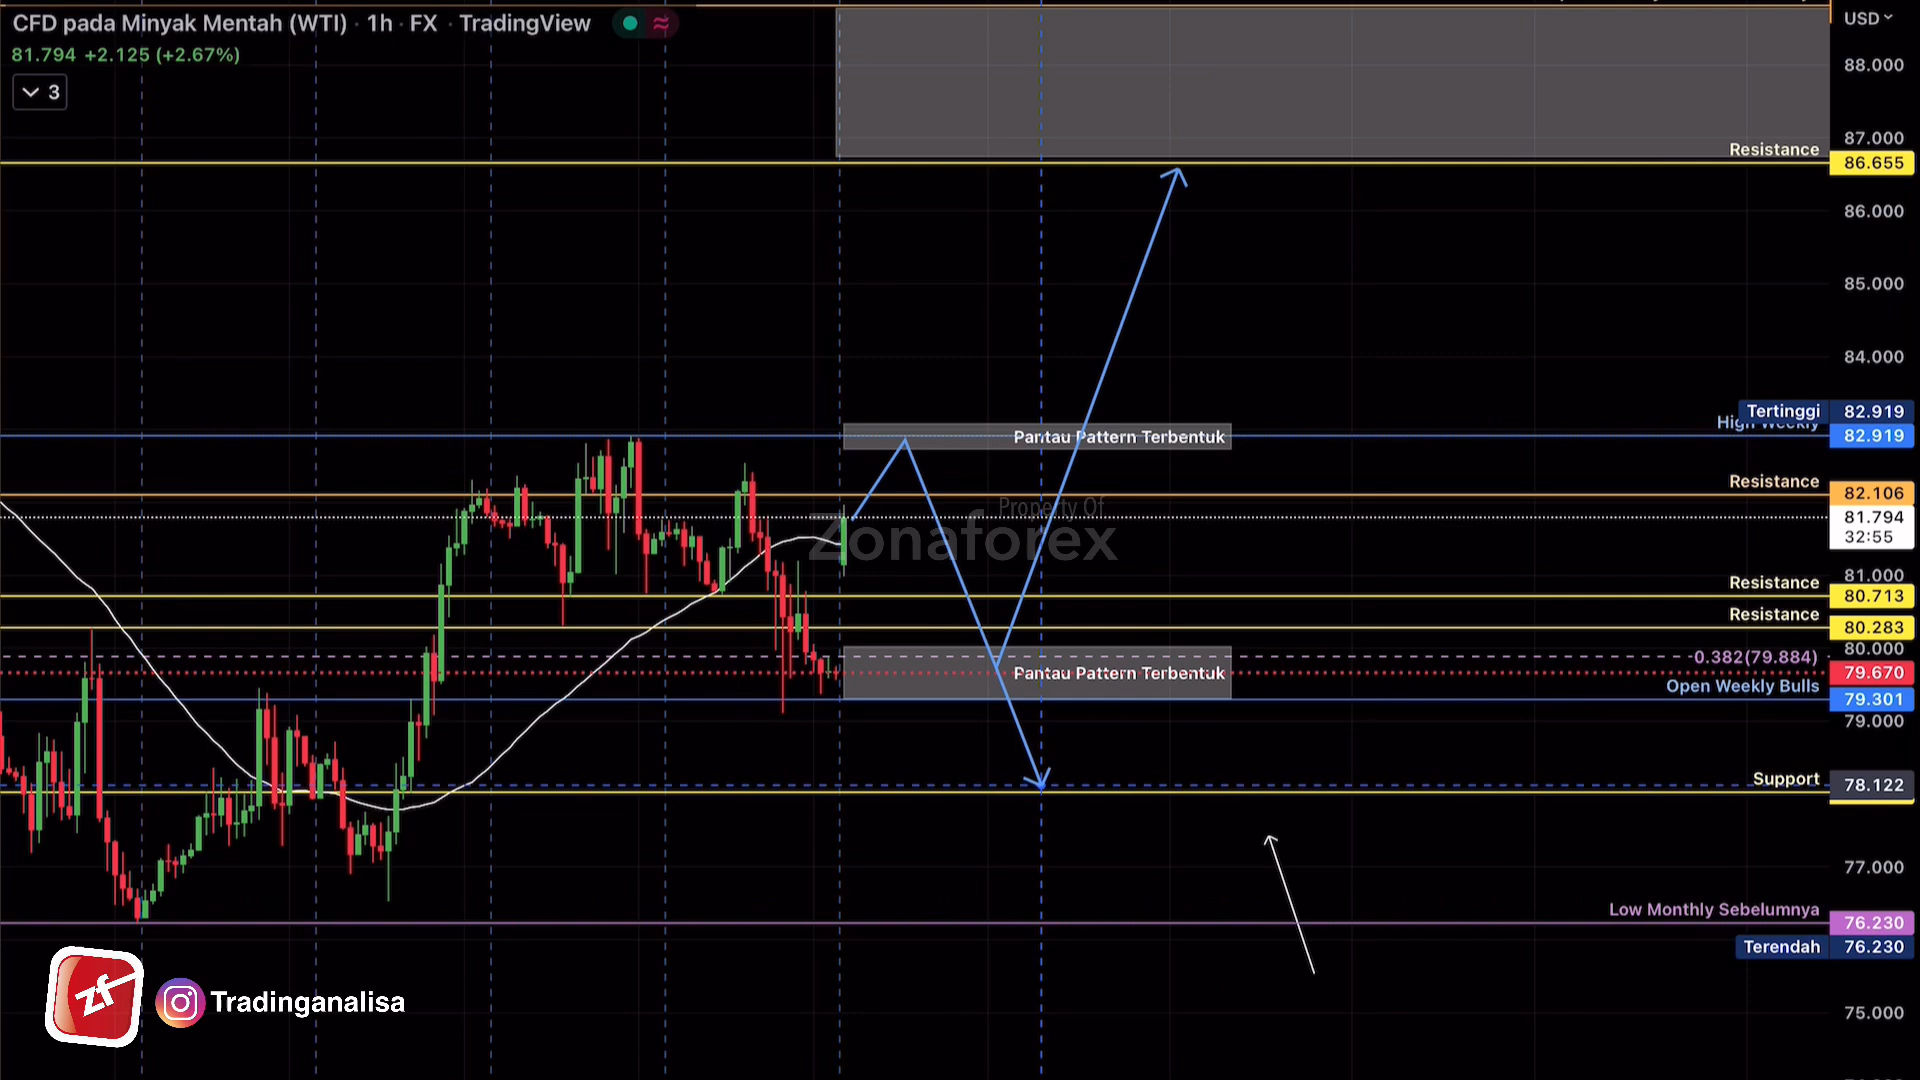 CFD pada Minyak Mentah (WTI) · 1h · FX · TradingView
81.794 +2.125 (+2.67%)
3
USD
88.000
87.000
Resistance 86.655
86.000
85.000
84.000
Tertinggi 82.919
High Weekly 82.919
Pantau Pattern Terbentuk
Resistance 82.106
81.794
32:55
Property Of
Zonaforex
81.000
Resistance 80.713
Resistance 80.283
80.000
0.382(79.884)
Pantau Pattern Terbentuk
79.670
Open Weekly Bulls 79.301
79.000
Support 78.122
77.000
Low Monthly Sebelumnya 76.230
Terendah 76.230
zf
Tradinganalisa
75.000